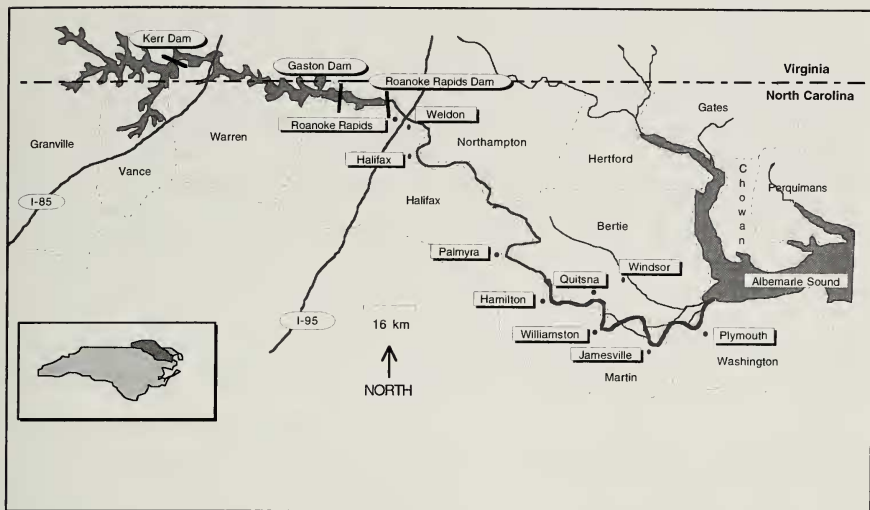 Kerr Dam
Gaston Dam
Roanoke Rapids Dam
Virginia
North Carolina
Gates
Weldon
Roanoke Rapids
Northampton
Granville
Warren
Vance
Halifax
Hertford
Chowan
Perquimans
I-85
Halifax
Bertie
Palmyra
Windsor
Quitsna
Albemarle Sound
Hamilton
16 km
I-95
Williamston
Plymouth
Jamesville
Washington
Martin
NORTH